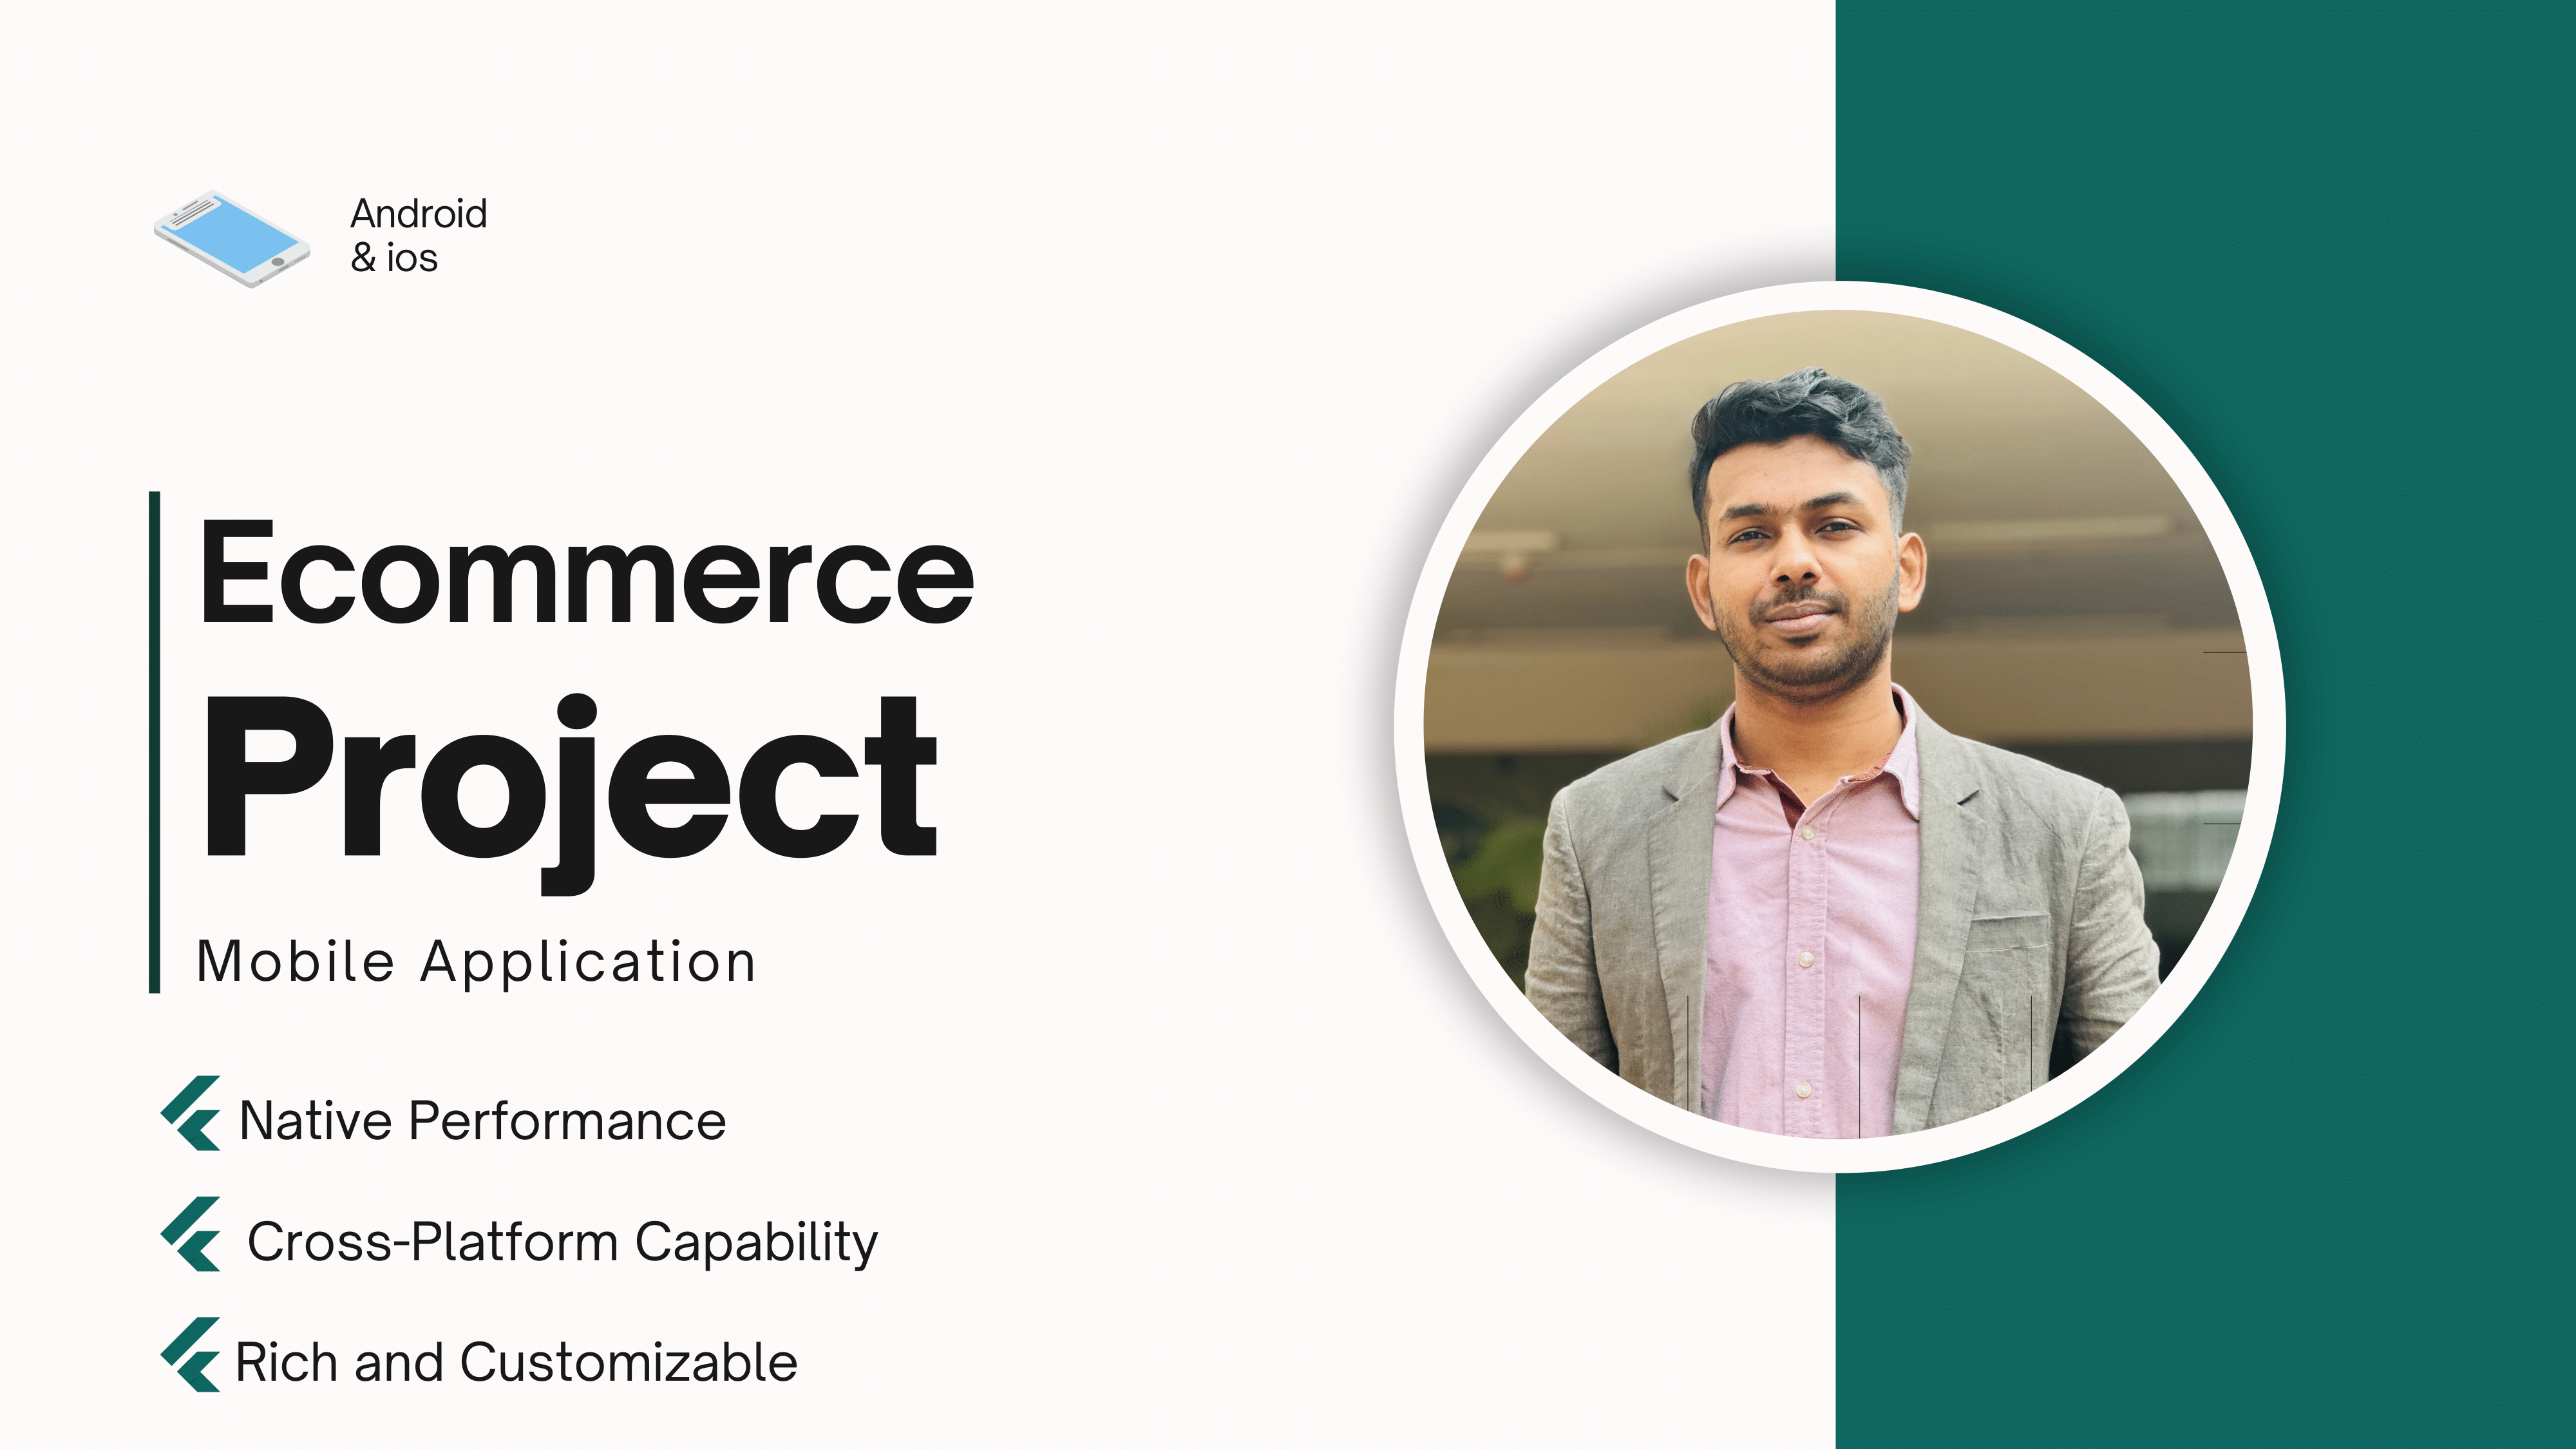 Android
& ios
Ecommerce
Project
Mobile Application
Native Performance
Cross-Platform Capability
Rich and Customizable